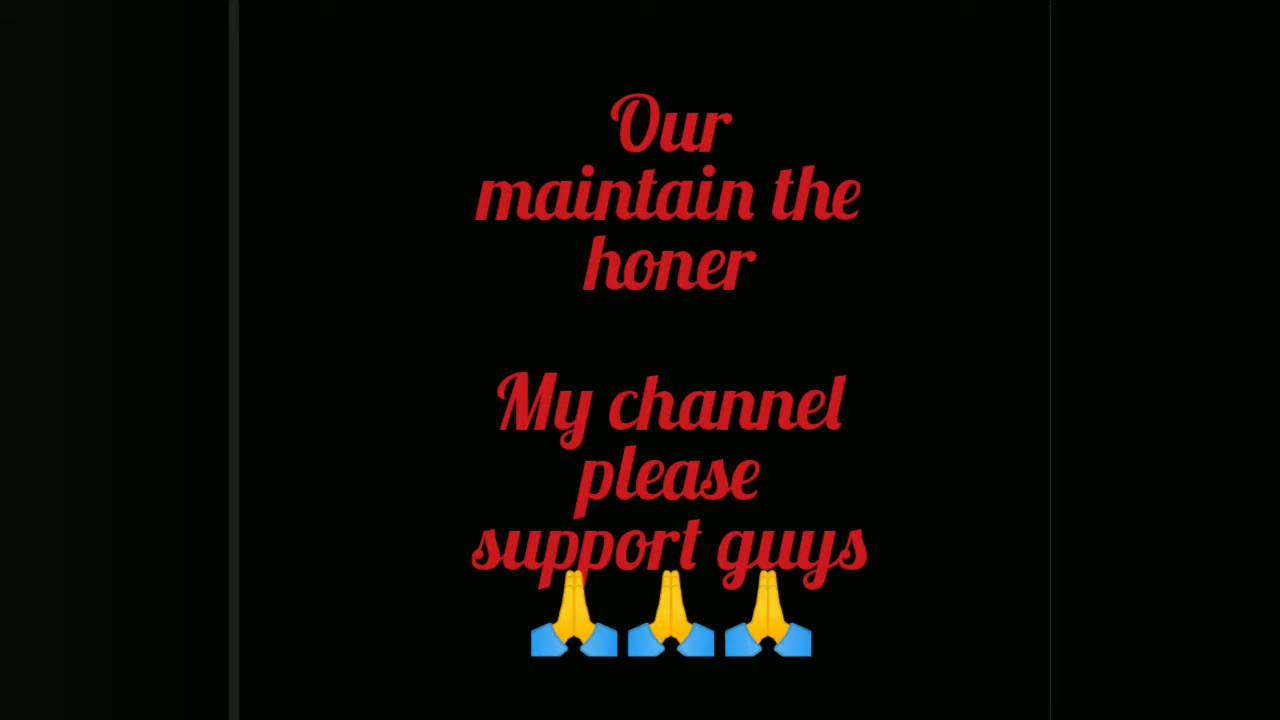 Our
maintain the
honer
My channel
please
support guys
🙏🙏🙏